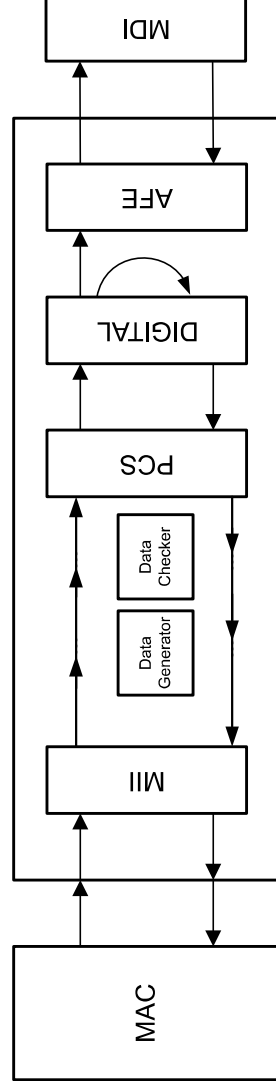 MAC
MII
Data
Generator
Data
Checker
PCS
DIGITAL
AFE
MDI